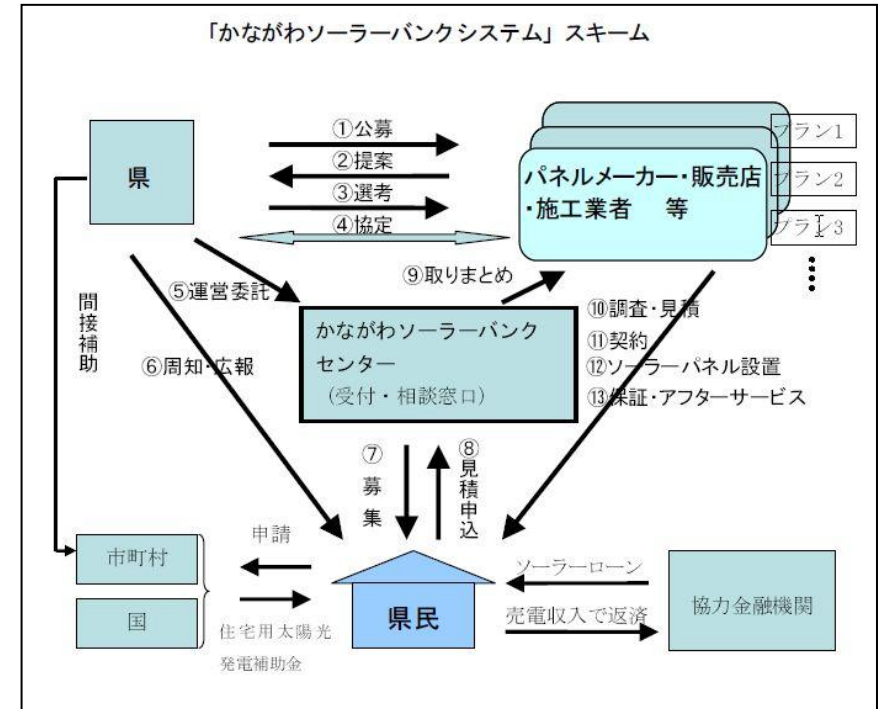 「かながわソーラーバンクシステム」スキーム
県
①公募
②提案
③選考
④協定
パネルメーカー・販売店
・施工業者 等
プラン1
プラン2
プラン3
⑤運営委託
⑨取りまとめ
間接補助
⑥周知・広報
かながわソーラーバンク
センター
(受付・相談窓口)
⑩調査・見積
⑪契約
⑫ソーラーパネル設置
⑬保証・アフターサービス
⑦募集
⑧見積申込
市町村
国
申請
住宅用太陽光
発電補助金
県民
ソーラーローン
売電収入で返済
協力金融機関